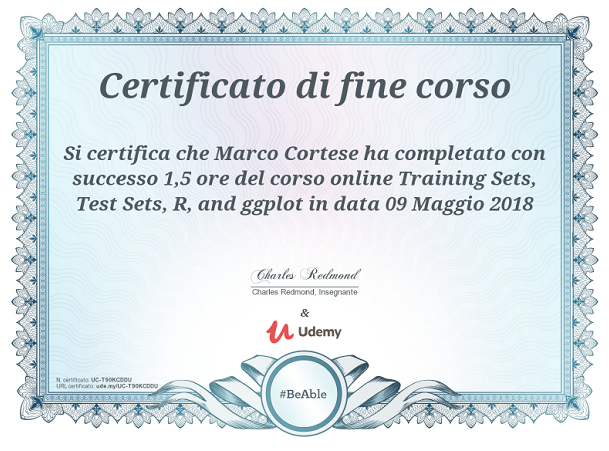 Certificato di fine corso
Si certifica che Marco Cortese ha completato con
successo 1,5 ore del corso online Training Sets,
Test Sets, R, and ggplot in data 09 Maggio 2018
Charles Redmond
Charles Redmond, Insegnante
&
Udemy
N. certificato: UC-T90KCDDU
URL certificato: ude.my/UC-T90KCDDU
#BeAble